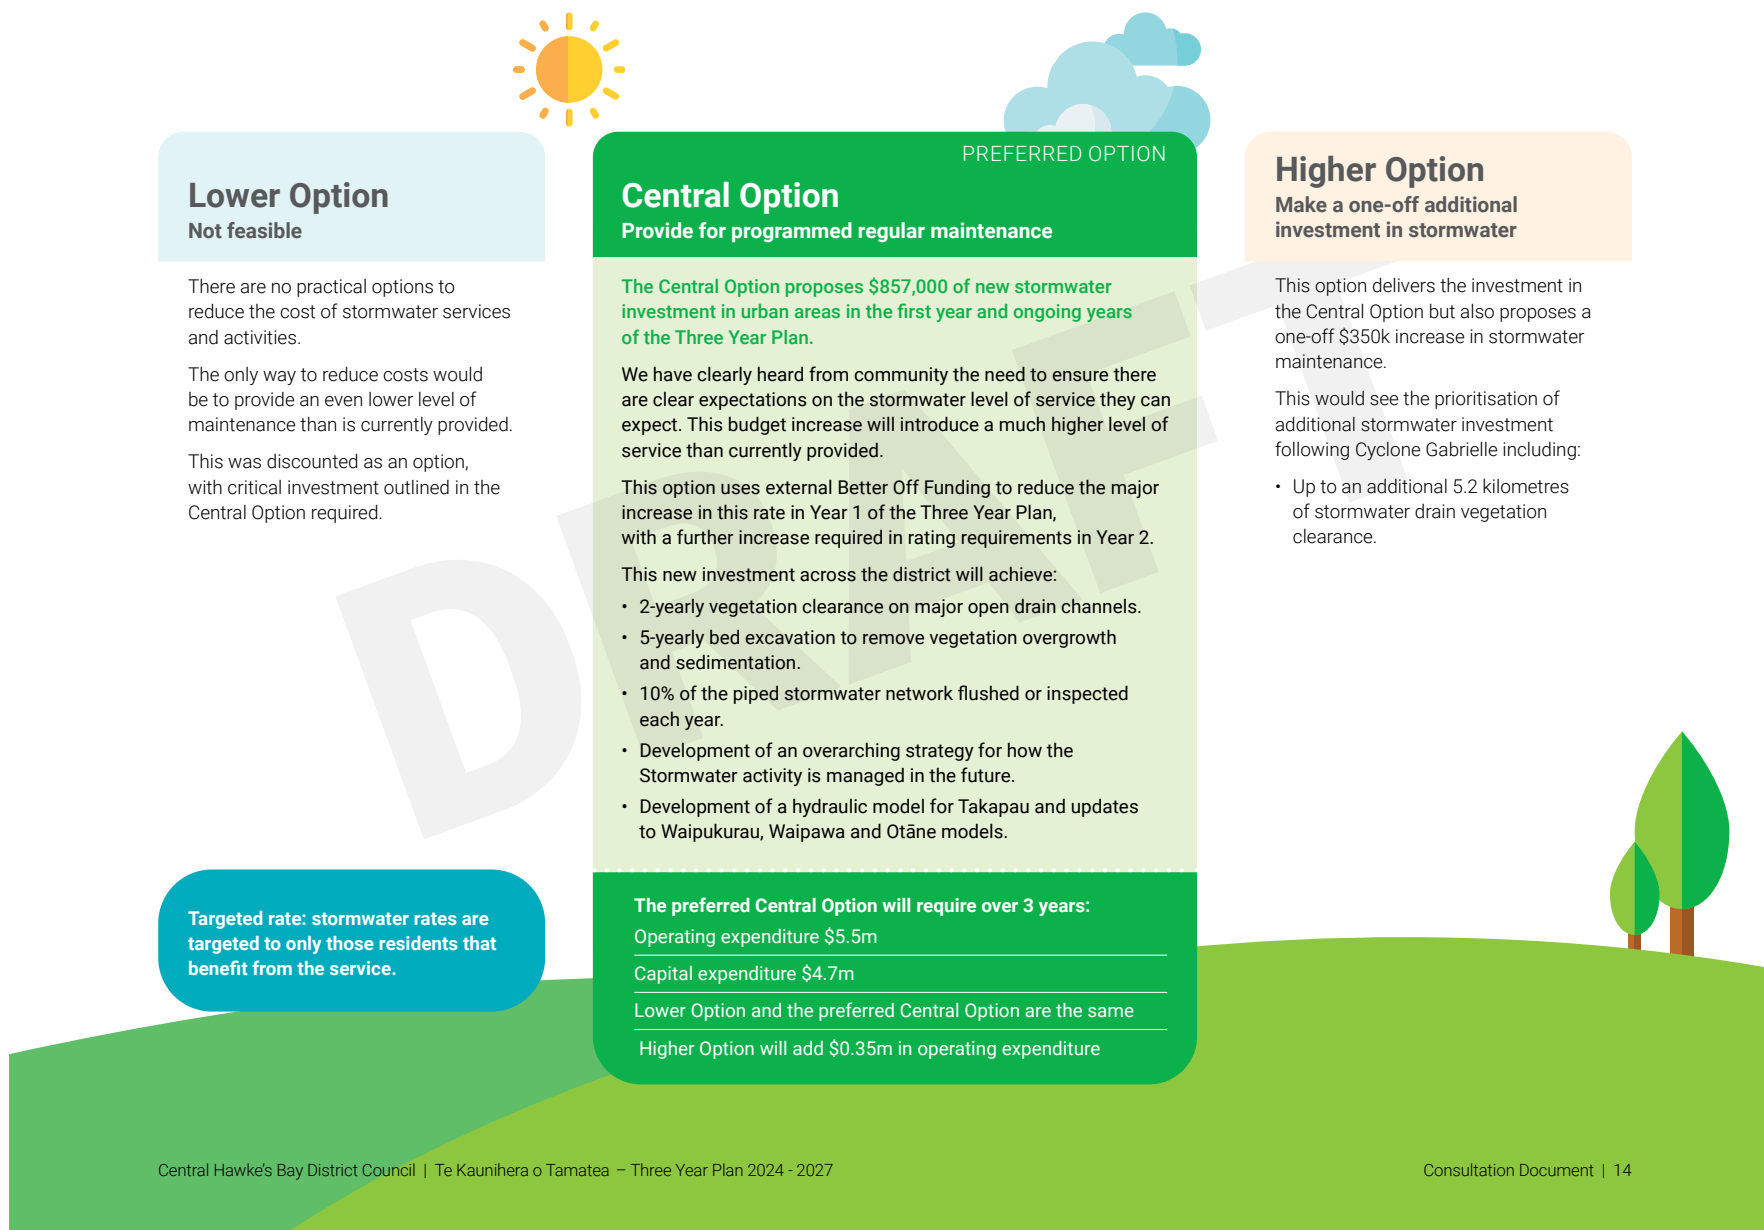 Lower Option
Not feasible
There are no practical options to
reduce the cost of stormwater services
and activities.
The only way to reduce costs would
be to provide an even lower level of
maintenance than is currently provided.
This was discounted as an option,
with critical investment outlined in the
Central Option required.
Targeted rate: stormwater rates are
targeted to only those residents that
benefit from the service.
PREFERRED OPTION
Central Option
Provide for programmed regular maintenance
The Central Option proposes $857,000 of new stormwater
investment in urban areas in the first year and ongoing years
of the Three Year Plan.
We have clearly heard from community the need to ensure there
are clear expectations on the stormwater level of service they can
expect. This budget increase will introduce a much higher level of
service than currently provided.
This option uses external Better Off Funding to reduce the major
increase in this rate in Year 1 of the Three Year Plan,
with a further increase required in rating requirements in Year 2.
This new investment across the district will achieve:
• 2-yearly vegetation clearance on major open drain channels.
• 5-yearly bed excavation to remove vegetation overgrowth
and sedimentation.
• 10% of the piped stormwater network flushed or inspected
each year.
• Development of an overarching strategy for how the
Stormwater activity is managed in the future.
• Development of a hydraulic model for Takapau and updates
to Waipukurau, Waipawa and Otāne models.
The preferred Central Option will require over 3 years:
Operating expenditure $5.5m
Capital expenditure $4.7m
Lower Option and the preferred Central Option are the same
Higher Option will add $0.35m in operating expenditure
Higher Option
Make a one-off additional
investment in stormwater
This option delivers the investment in
the Central Option but also proposes a
one-off $350k increase in stormwater
maintenance.
This would see the prioritisation of
additional stormwater investment
following Cyclone Gabrielle including:
• Up to an additional 5.2 kilometres
of stormwater drain vegetation
clearance.
DRAFT
Central Hawke's Bay District Council | Te Kaunihera o Tamatea – Three Year Plan 2024 - 2027
Consultation Document | 14